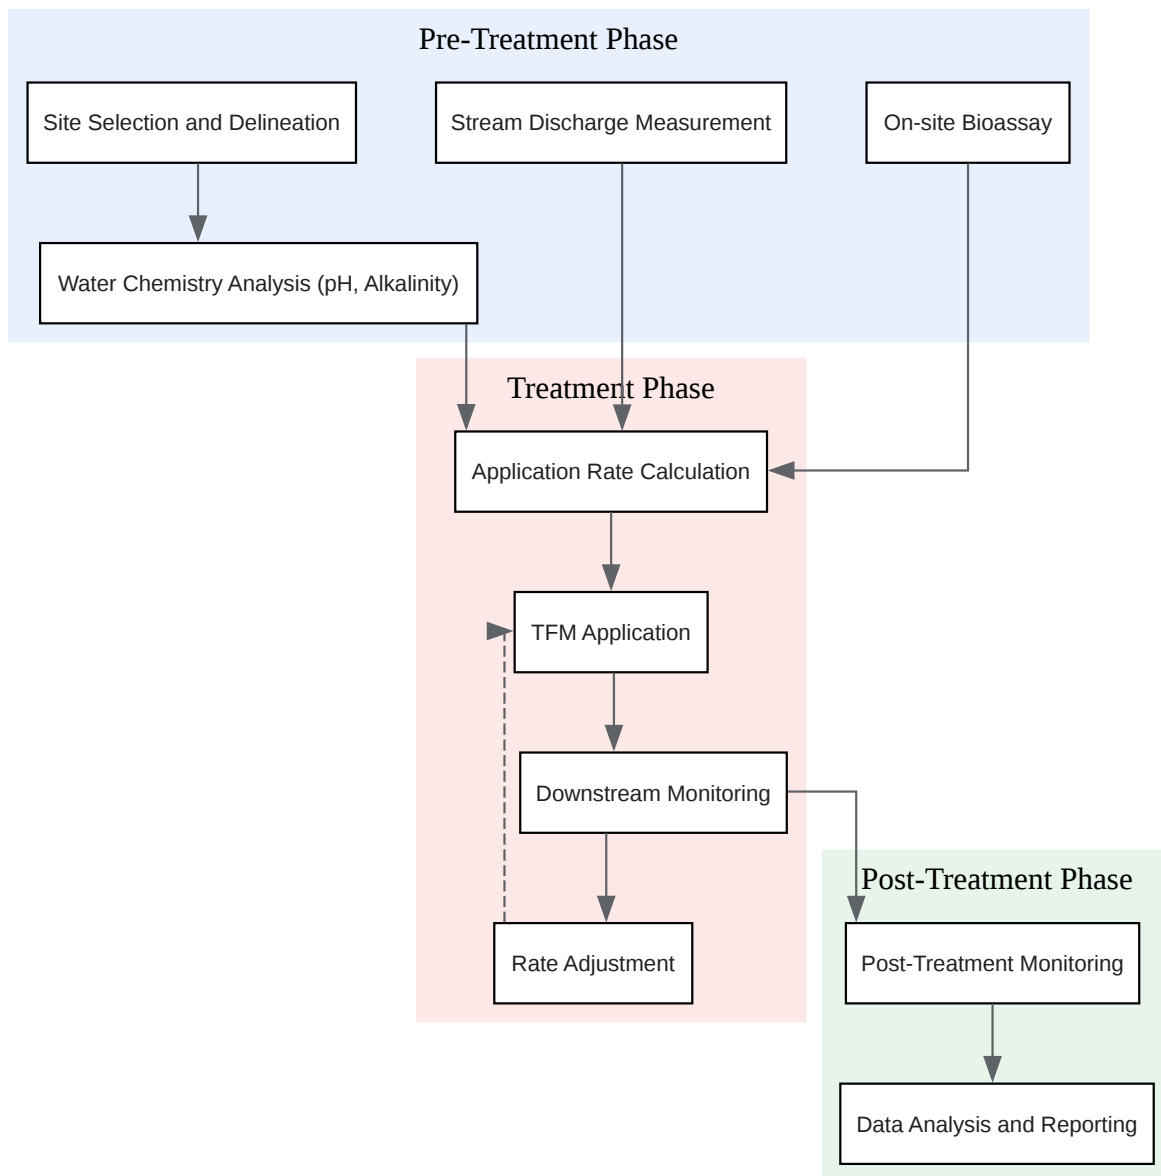 Pre-Treatment Phase
Site Selection and Delineation
Stream Discharge Measurement
On-site Bioassay
Water Chemistry Analysis (pH, Alkalinity)
Treatment Phase
Application Rate Calculation
TFM Application
Downstream Monitoring
Post-Treatment Phase
Rate Adjustment
Post-Treatment Monitoring
Data Analysis and Reporting